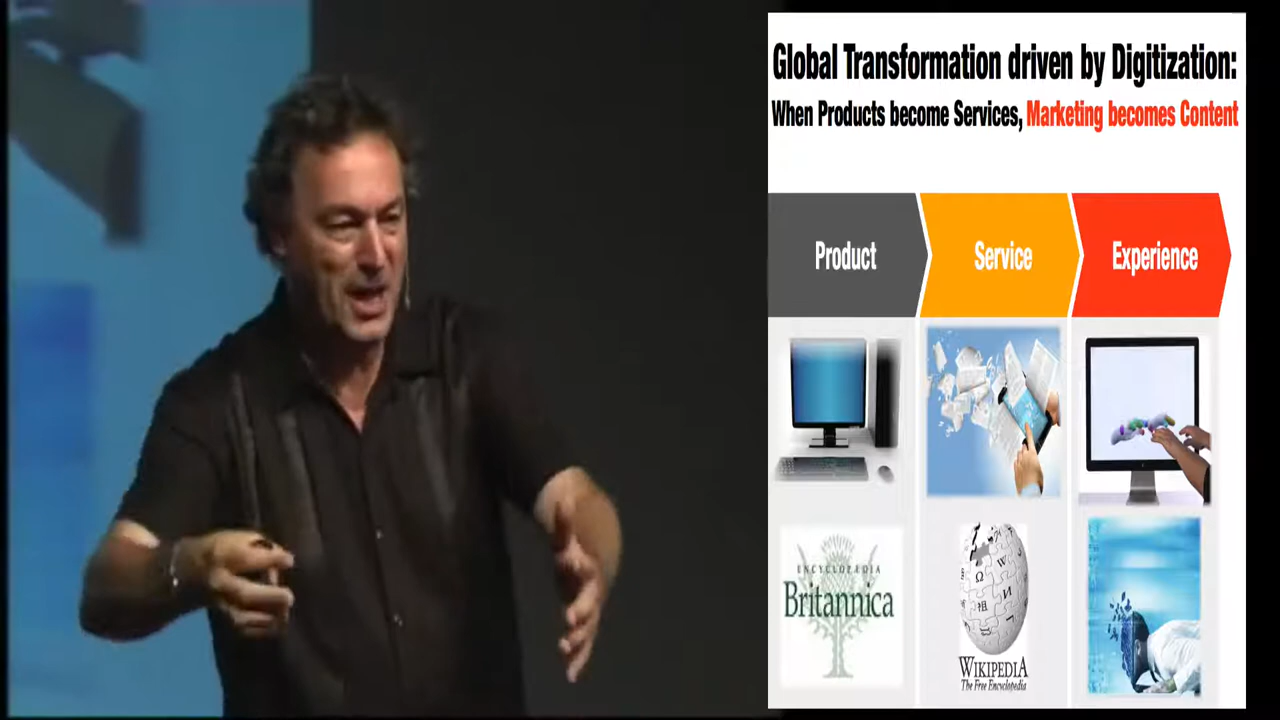 Global Transformation driven by Digitization:
When Products become Services, Marketing becomes Content
Product
Service
Experience
ENCYCLOPÆDIA
Britannica
Ω W
И
WIKIPEDIA
The Free Encyclopedia